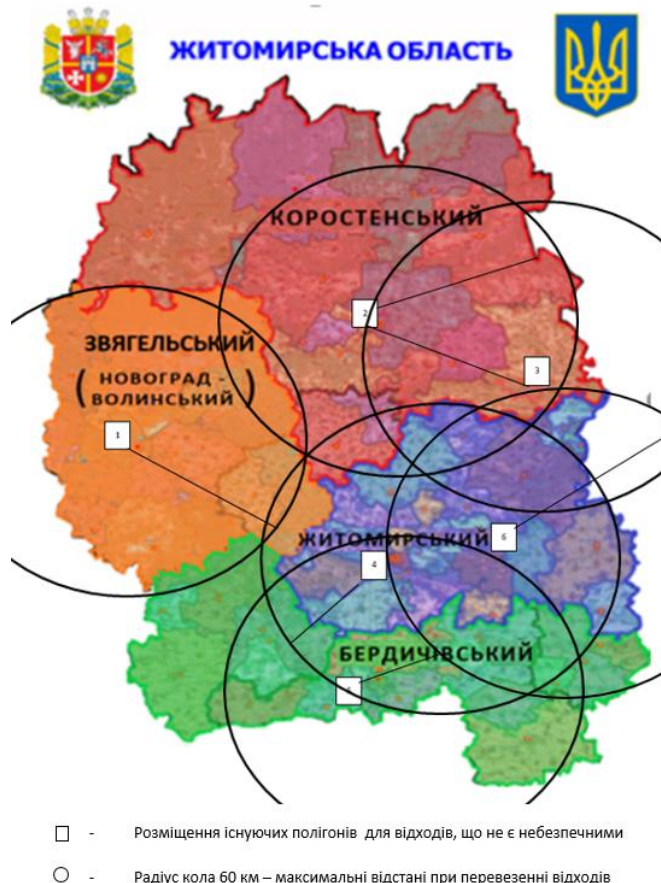 ЖИТОМИРСЬКА ОБЛАСТЬ
КОРОСТЕНСЬКИЙ
2
ЗВЯГЕЛЬСЬКИЙ
3
( НОВОГРАД -
ВОЛИНСЬКИЙ )
1
ЖИТОМИРСЬКИЙ
6
4
БЕРДИЧІВСЬКИЙ
□ - Розміщення існуючих полігонів для відходів, що не є небезпечними
○ - Радіус кола 60 км – максимальні відстані при перевезенні відходів